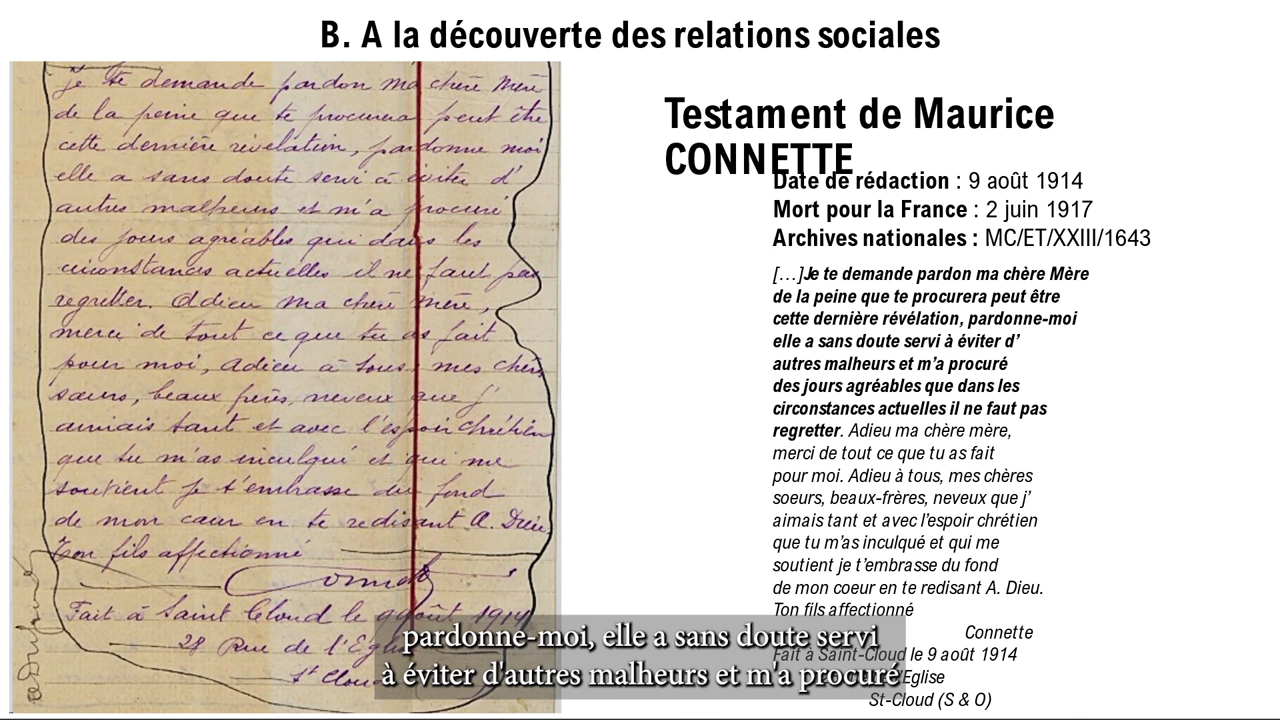 B. A la découverte des relations sociales
Je te demande pardon ma chère Mère
de la peine que te procurera peut être
cette dernière révelation, pardonne moi
elle a sans doute servi à éviter d'
autres malheurs et m'a procuré
des jours agréables qui dans les
circonstances actuelles il ne faut pas
regretter. Adieu ma chère mère,
merci de tout ce que tu as fait
pour moi, Adieu à tous, mes chères
sœurs, beaux frères, neveux que j'
aimais tant et avec l'espoir chrétien
que tu m'as inculqué et qui me
soutient je t'embrasse du fond
de mon cœur en te redisant A. Dieu.
Ton fils affectionné
Connette
Fait à Saint Cloud le 9 août 1914
28 Rue de l'Eglise
St Cloud
Testament de Maurice
CONNETTE
Date de rédaction : 9 août 1914
Mort pour la France : 2 juin 1917
Archives nationales : MC/ET/XXIII/1643
[…]Je te demande pardon ma chère Mère
de la peine que te procurera peut être
cette dernière révélation, pardonne-moi
elle a sans doute servi à éviter d'
autres malheurs et m'a procuré
des jours agréables que dans les
circonstances actuelles il ne faut pas
regretter. Adieu ma chère mère,
merci de tout ce que tu as fait
pour moi. Adieu à tous, mes chères
soeurs, beaux-frères, neveux que j'
aimais tant et avec l'espoir chrétien
que tu m'as inculqué et qui me
soutient je t'embrasse du fond
de mon coeur en te redisant A. Dieu.
Ton fils affectionné
Connette
Fait à Saint-Cloud le 9 août 1914
Eglise
St-Cloud (S & O)
pardonne-moi, elle a sans doute servi
à éviter d'autres malheurs et m'a procuré